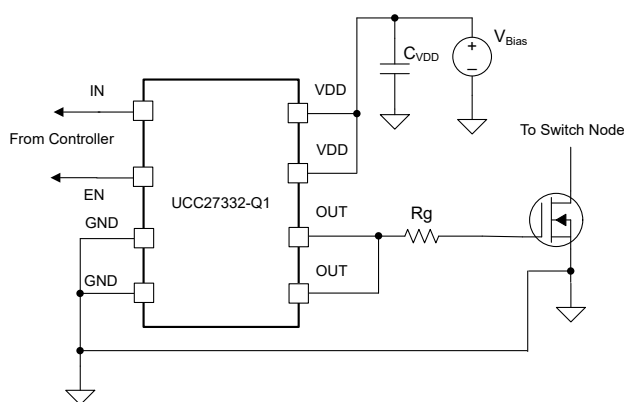 V_Bias
C_VDD
+
−
IN
VDD
From Controller
To Switch Node
VDD
EN
UCC27332-Q1
GND
OUT
Rg
GND
OUT